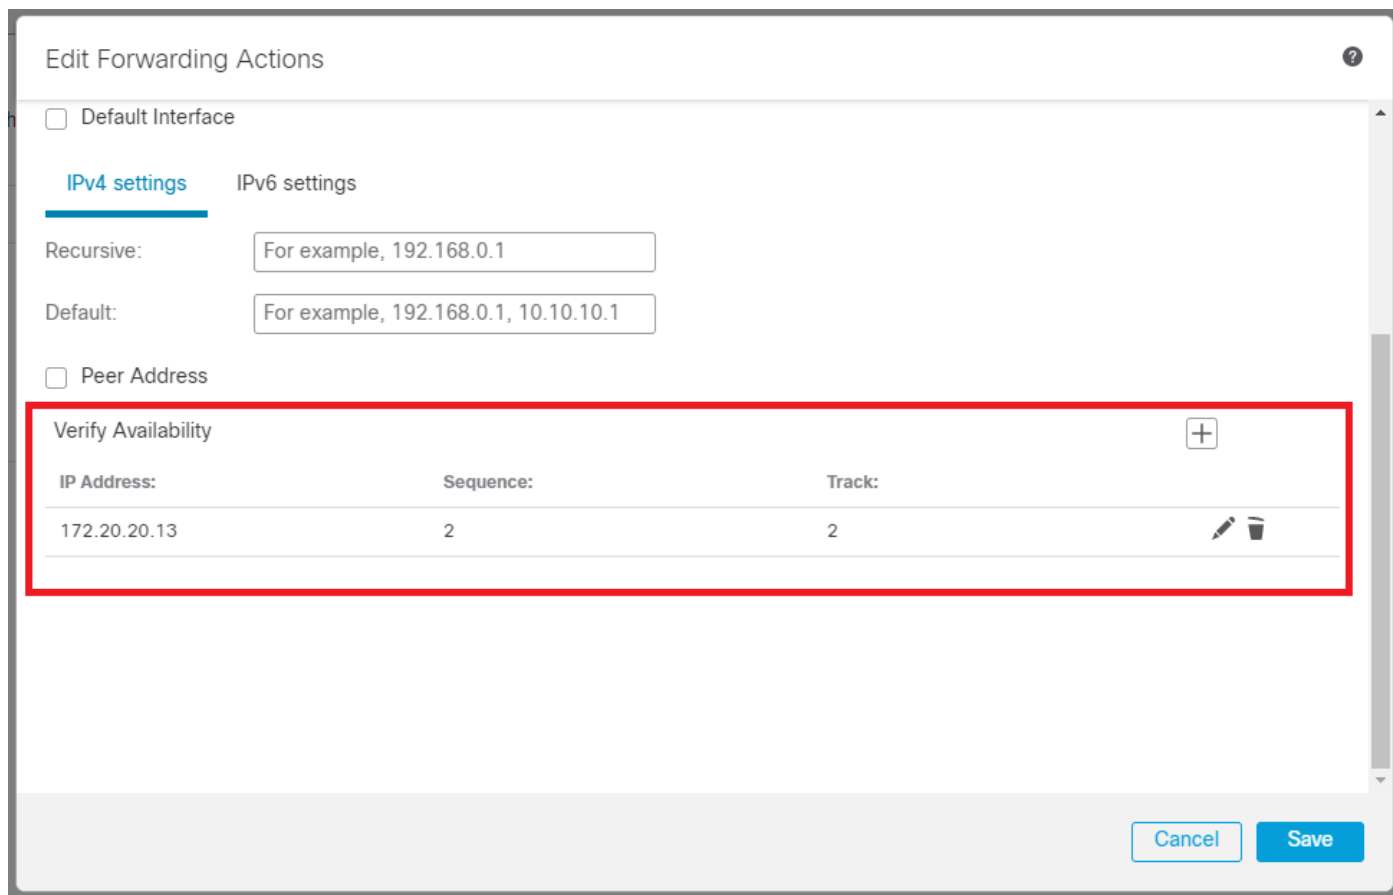 Edit Forwarding Actions
?
h
Default Interface
IPv4 settings IPv6 settings
Recursive: For example, 192.168.0.1
Default: For example, 192.168.0.1, 10.10.10.1
Peer Address
Verify Availability
IP Address: Sequence: Track:
172.20.20.13 2 2
Cancel Save